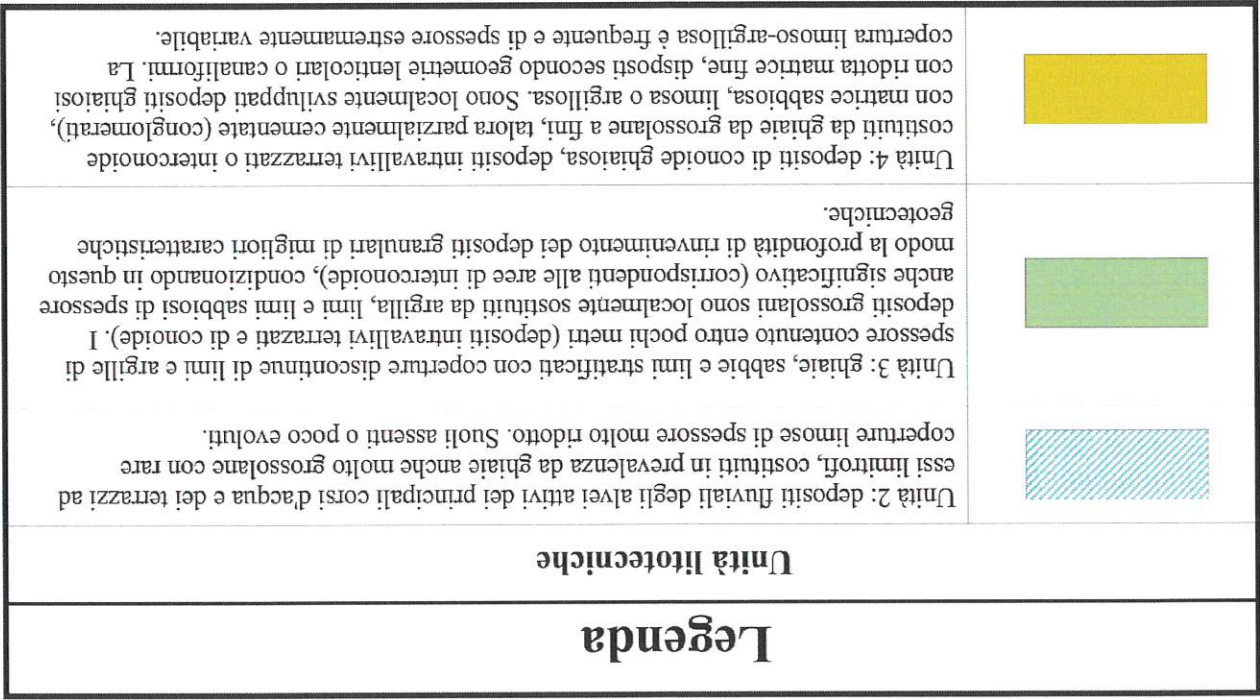 Legenda
Unità litotecniche
Unità 2: depositi fluviali degli alvei attivi dei principali corsi d'acqua e dei terrazzi ad
essi limitrofi, costituiti in prevalenza da ghiaie anche molto grossolane con rare
coperture limose di spessore molto ridotto. Suoli assenti o poco evoluti.
Unità 3: ghiaie, sabbie e limi stratificati con coperture discontinue di limi e argille di
spessore contenuto entro pochi metri (depositi intravallivi terrazati e di conoide). I
depositi grossolani sono localmente sostituiti da argilla, limi e limi sabbiosi di spessore
anche significativo (corrispondenti alle aree di interconoide), condizionando in questo
modo la profondità di rinvenimento dei depositi granulari di migliori caratteristiche
geotecniche.
Unità 4: depositi di conoide ghiaiosa, depositi intravallivi terrazzati o interconoide
costituiti da ghiaie da grossolane a fini, talora parzialmente cementate (conglomerati),
con matrice sabbiosa, limosa o argillosa. Sono localmente sviluppati depositi ghiaiosi
con ridotta matrice fine, disposti secondo geometrie lenticolari o canaliformi. La
copertura limoso-argillosa è frequente e di spessore estremamente variabile.